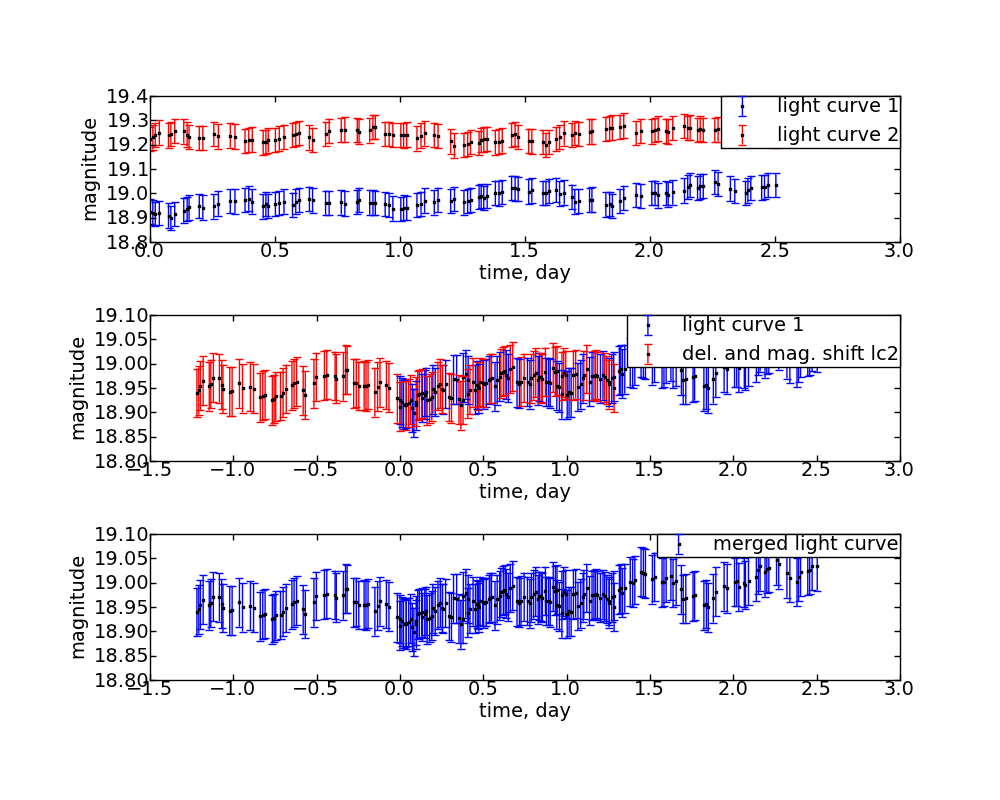 19.4
19.3
19.2
19.1
19.0
18.9
18.8
magnitude
light curve 1
light curve 2
0.0 0.5 1.0 1.5 2.0 2.5 3.0
time, day
19.10
19.05
19.00
18.95
18.90
18.85
18.80
magnitude
light curve 1
del. and mag. shift lc2
−1.5 −1.0 −0.5 0.0 0.5 1.0 1.5 2.0 2.5 3.0
time, day
19.10
19.05
19.00
18.95
18.90
18.85
18.80
magnitude
merged light curve
−1.5 −1.0 −0.5 0.0 0.5 1.0 1.5 2.0 2.5 3.0
time, day